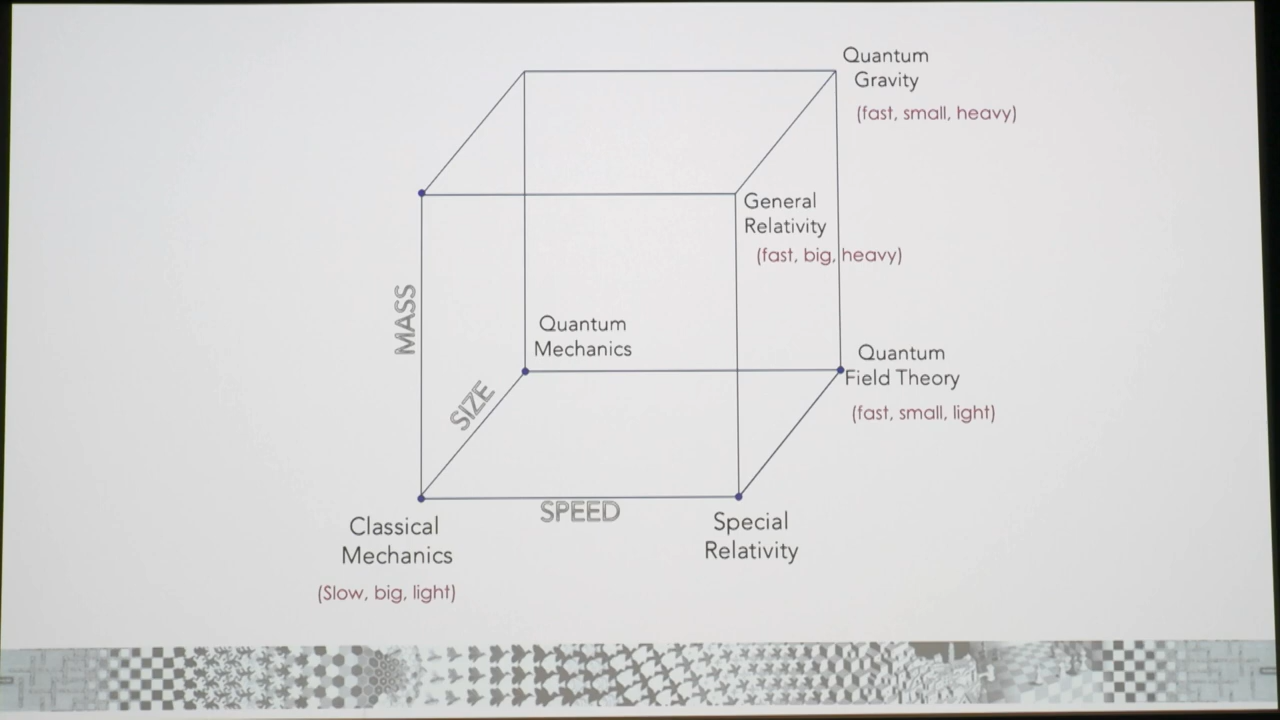 Quantum
Gravity
(fast, small, heavy)
General
Relativity
(fast, big, heavy)
MASS
Quantum
Mechanics
Quantum
Field Theory
SIZE
(fast, small, light)
SPEED
Classical
Mechanics
Special
Relativity
(Slow, big, light)